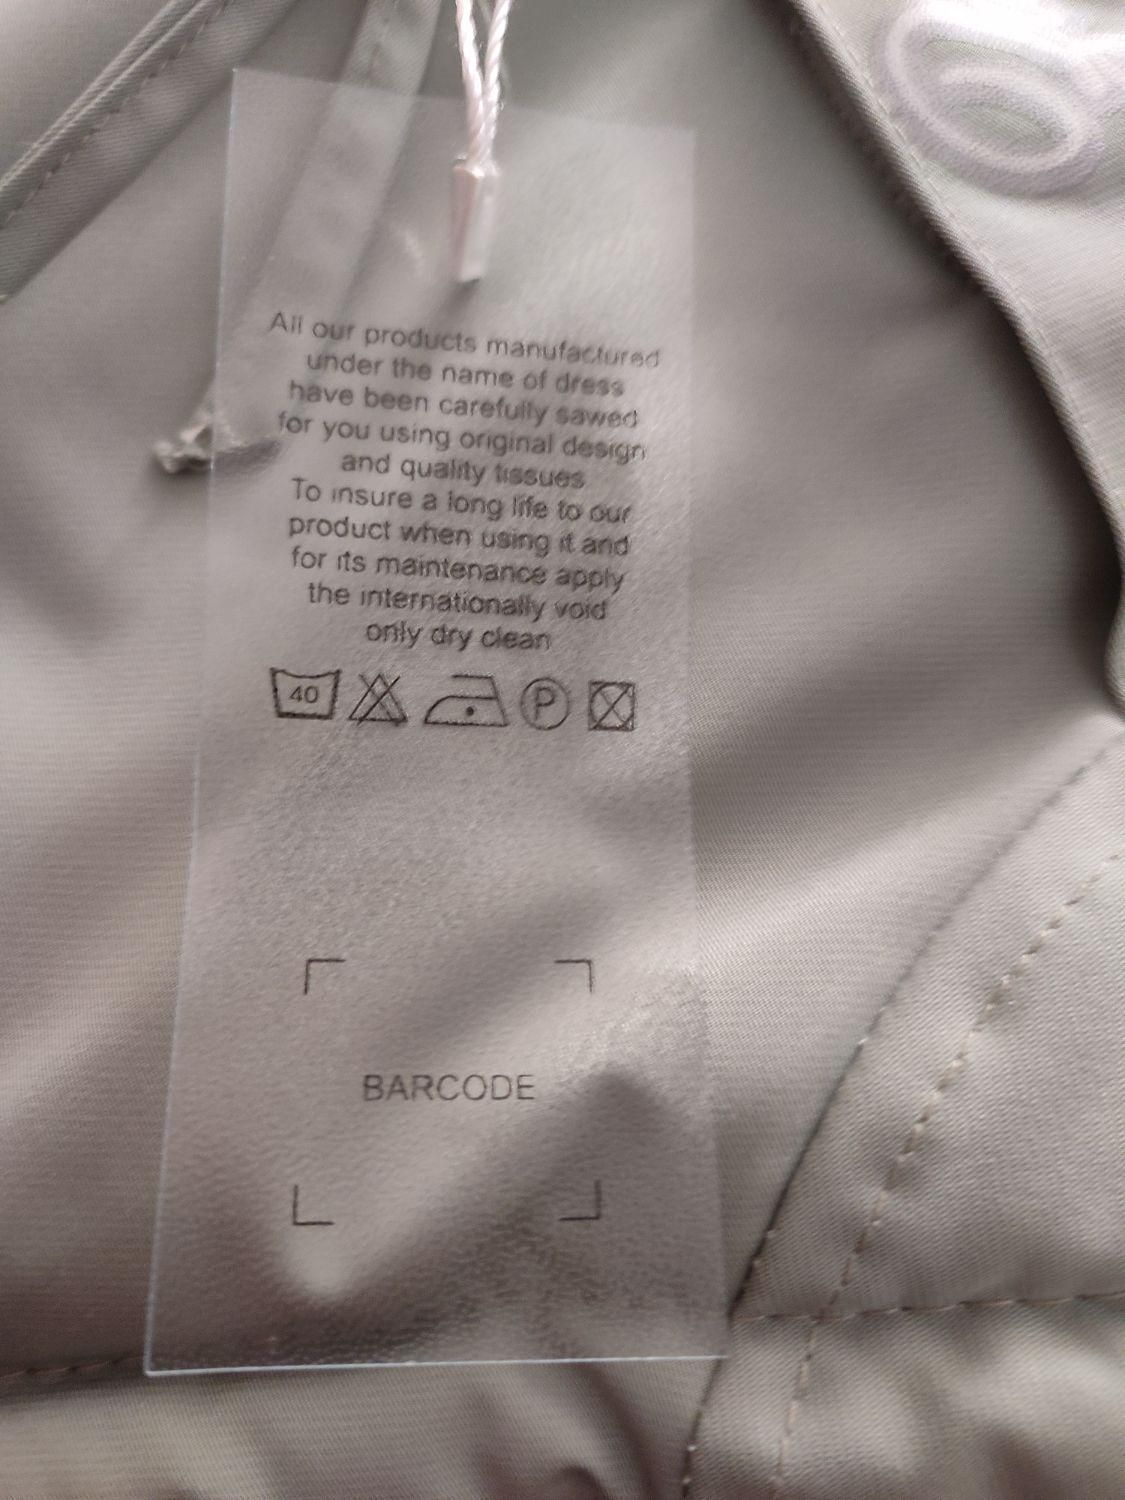 All our products manufactured
under the name of dress
have been carefully sawed
for you using original design
and quality tissues
To insure a long life to our
product when using it and
for its maintenance apply
the internationally void
only dry clean
40 P
BARCODE